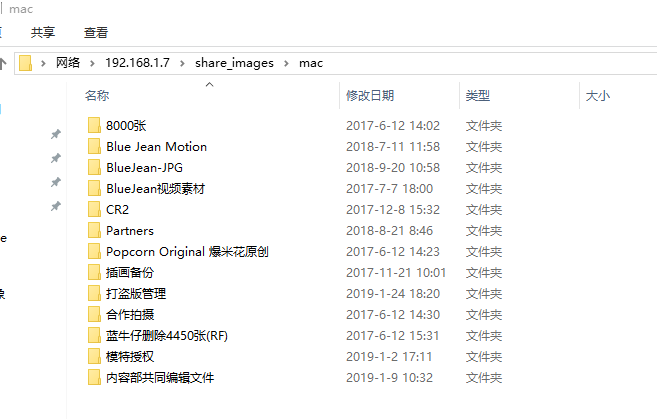 mac
共享 查看
网络 192.168.1.7 share_images mac
名称 修改日期 类型 大小
8000张 2017-6-12 14:02 文件夹
Blue Jean Motion 2018-7-11 11:58 文件夹
BlueJean-JPG 2018-9-20 10:58 文件夹
BlueJean视频素材 2017-7-7 18:00 文件夹
CR2 2017-12-8 15:32 文件夹
Partners 2018-8-21 8:46 文件夹
Popcorn Original 爆米花原创 2017-6-12 14:23 文件夹
插画备份 2017-11-21 10:01 文件夹
打盗版管理 2019-1-24 18:20 文件夹
合作拍摄 2017-6-12 14:30 文件夹
蓝牛仔删除4450张(RF) 2017-6-12 15:31 文件夹
模特授权 2019-1-2 17:11 文件夹
内容部共同编辑文件 2019-1-9 10:32 文件夹